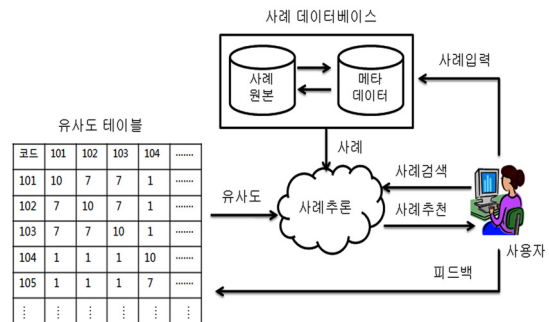 사례 데이터베이스
사례
원본
메타
데이터
사례입력
유사도 테이블
코드 101 102 103 104 .......
101 10 7 7 1 .......
102 7 10 7 1 .......
103 7 7 10 1 .......
104 1 1 1 10 .......
105 1 1 1 7 .......
⋮ ⋮ ⋮ ⋮ ⋮ ⋮
사례
유사도
사례추론
사례검색
사례추천
사용자
피드백